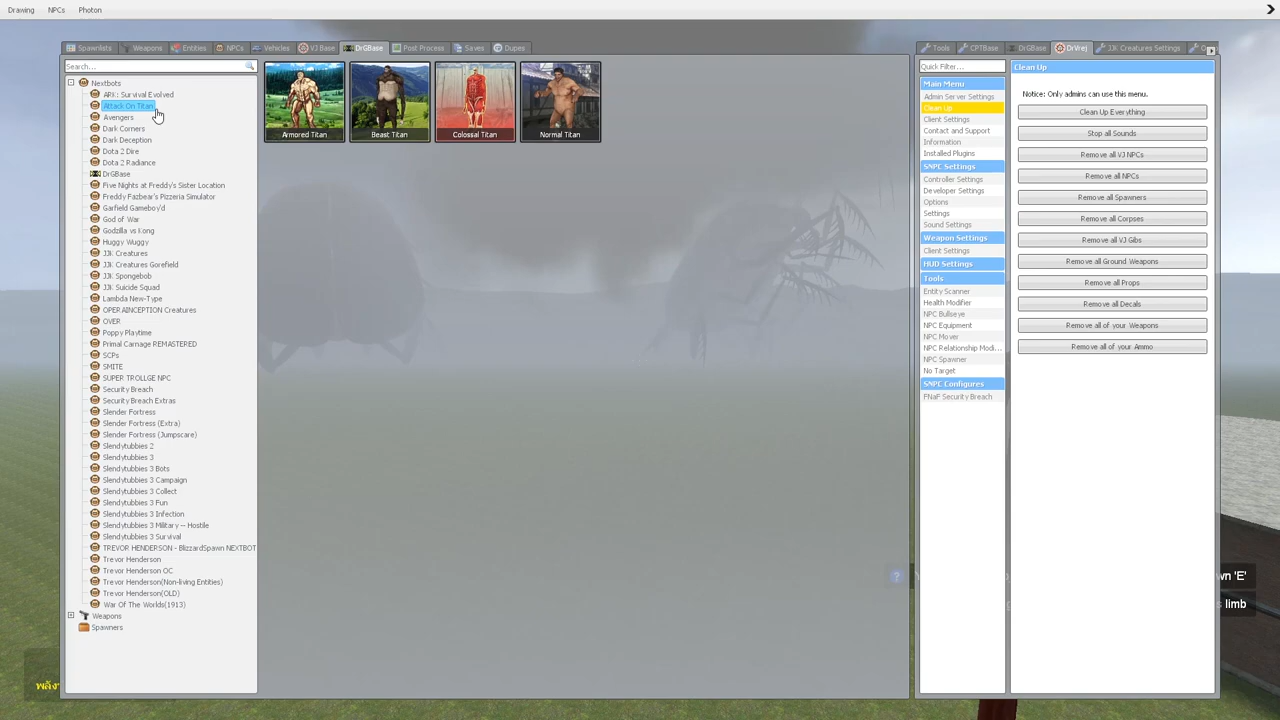 Drawing NPCs Photon
Spawnlists Weapons Entities NPCs Vehicles VJ Base DrGBase Post Process Saves Dupes
Search...
Nextbots
ARK: Survival Evolved
Attack On Titan
Avengers
Dark Corners
Dark Deception
Dota 2 Dire
Dota 2 Radiance
DrGBase
Five Nights at Freddy's Sister Location
Freddy Fazbear's Pizzeria Simulator
Garfield Gameboy'd
God of War
Godzilla vs Kong
Huggy Wuggy
JJK Creatures
JJK Creatures Gorefield
JJK Spongebob
JJK Suicide Squad
Lambda New-Type
OPERAINCEPTION Creatures
OVER
Poppy Playtime
Primal Carnage REMASTERED
SCPs
SMITE
SUPER TROLLGE NPC
Security Breach
Security Breach Extras
Slender Fortress
Slender Fortress (Extra)
Slender Fortress (Jumpscare)
Slendytubbies 2
Slendytubbies 3
Slendytubbies 3 Bots
Slendytubbies 3 Campaign
Slendytubbies 3 Collect
Slendytubbies 3 Fun
Slendytubbies 3 Infection
Slendytubbies 3 Military -- Hostile
Slendytubbies 3 Survival
TREVOR HENDERSON - BlizzardSpawn NEXTBOT
Trevor Henderson
Trevor Henderson OC
Trevor Henderson(Non-living Entities)
Trevor Henderson(OLD)
War Of The Worlds(1913)
Weapons
Spawners
Armored Titan Beast Titan Colossal Titan Normal Titan
Tools CPTBase DrGBase DrVrej JJK Creatures Settings
Quick Filter...
Main Menu
Admin Server Settings
Clean Up
Client Settings
Contact and Support
Information
Installed Plugins
SNPC Settings
Controller Settings
Developer Settings
Options
Settings
Sound Settings
Weapon Settings
Client Settings
HUD Settings
Tools
Entity Scanner
Health Modifier
NPC Bullseye
NPC Equipment
NPC Mover
NPC Relationship Modi...
NPC Spawner
No Target
SNPC Configures
FNaF Security Breach
Clean Up
Notice: Only admins can use this menu.
Clean Up Everything
Stop all Sounds
Remove all VJ NPCs
Remove all NPCs
Remove all Spawners
Remove all Corpses
Remove all VJ Gibs
Remove all Ground Weapons
Remove all Props
Remove all Decals
Remove all of your Weapons
Remove all of your Ammo
?
wn 'E'
limb